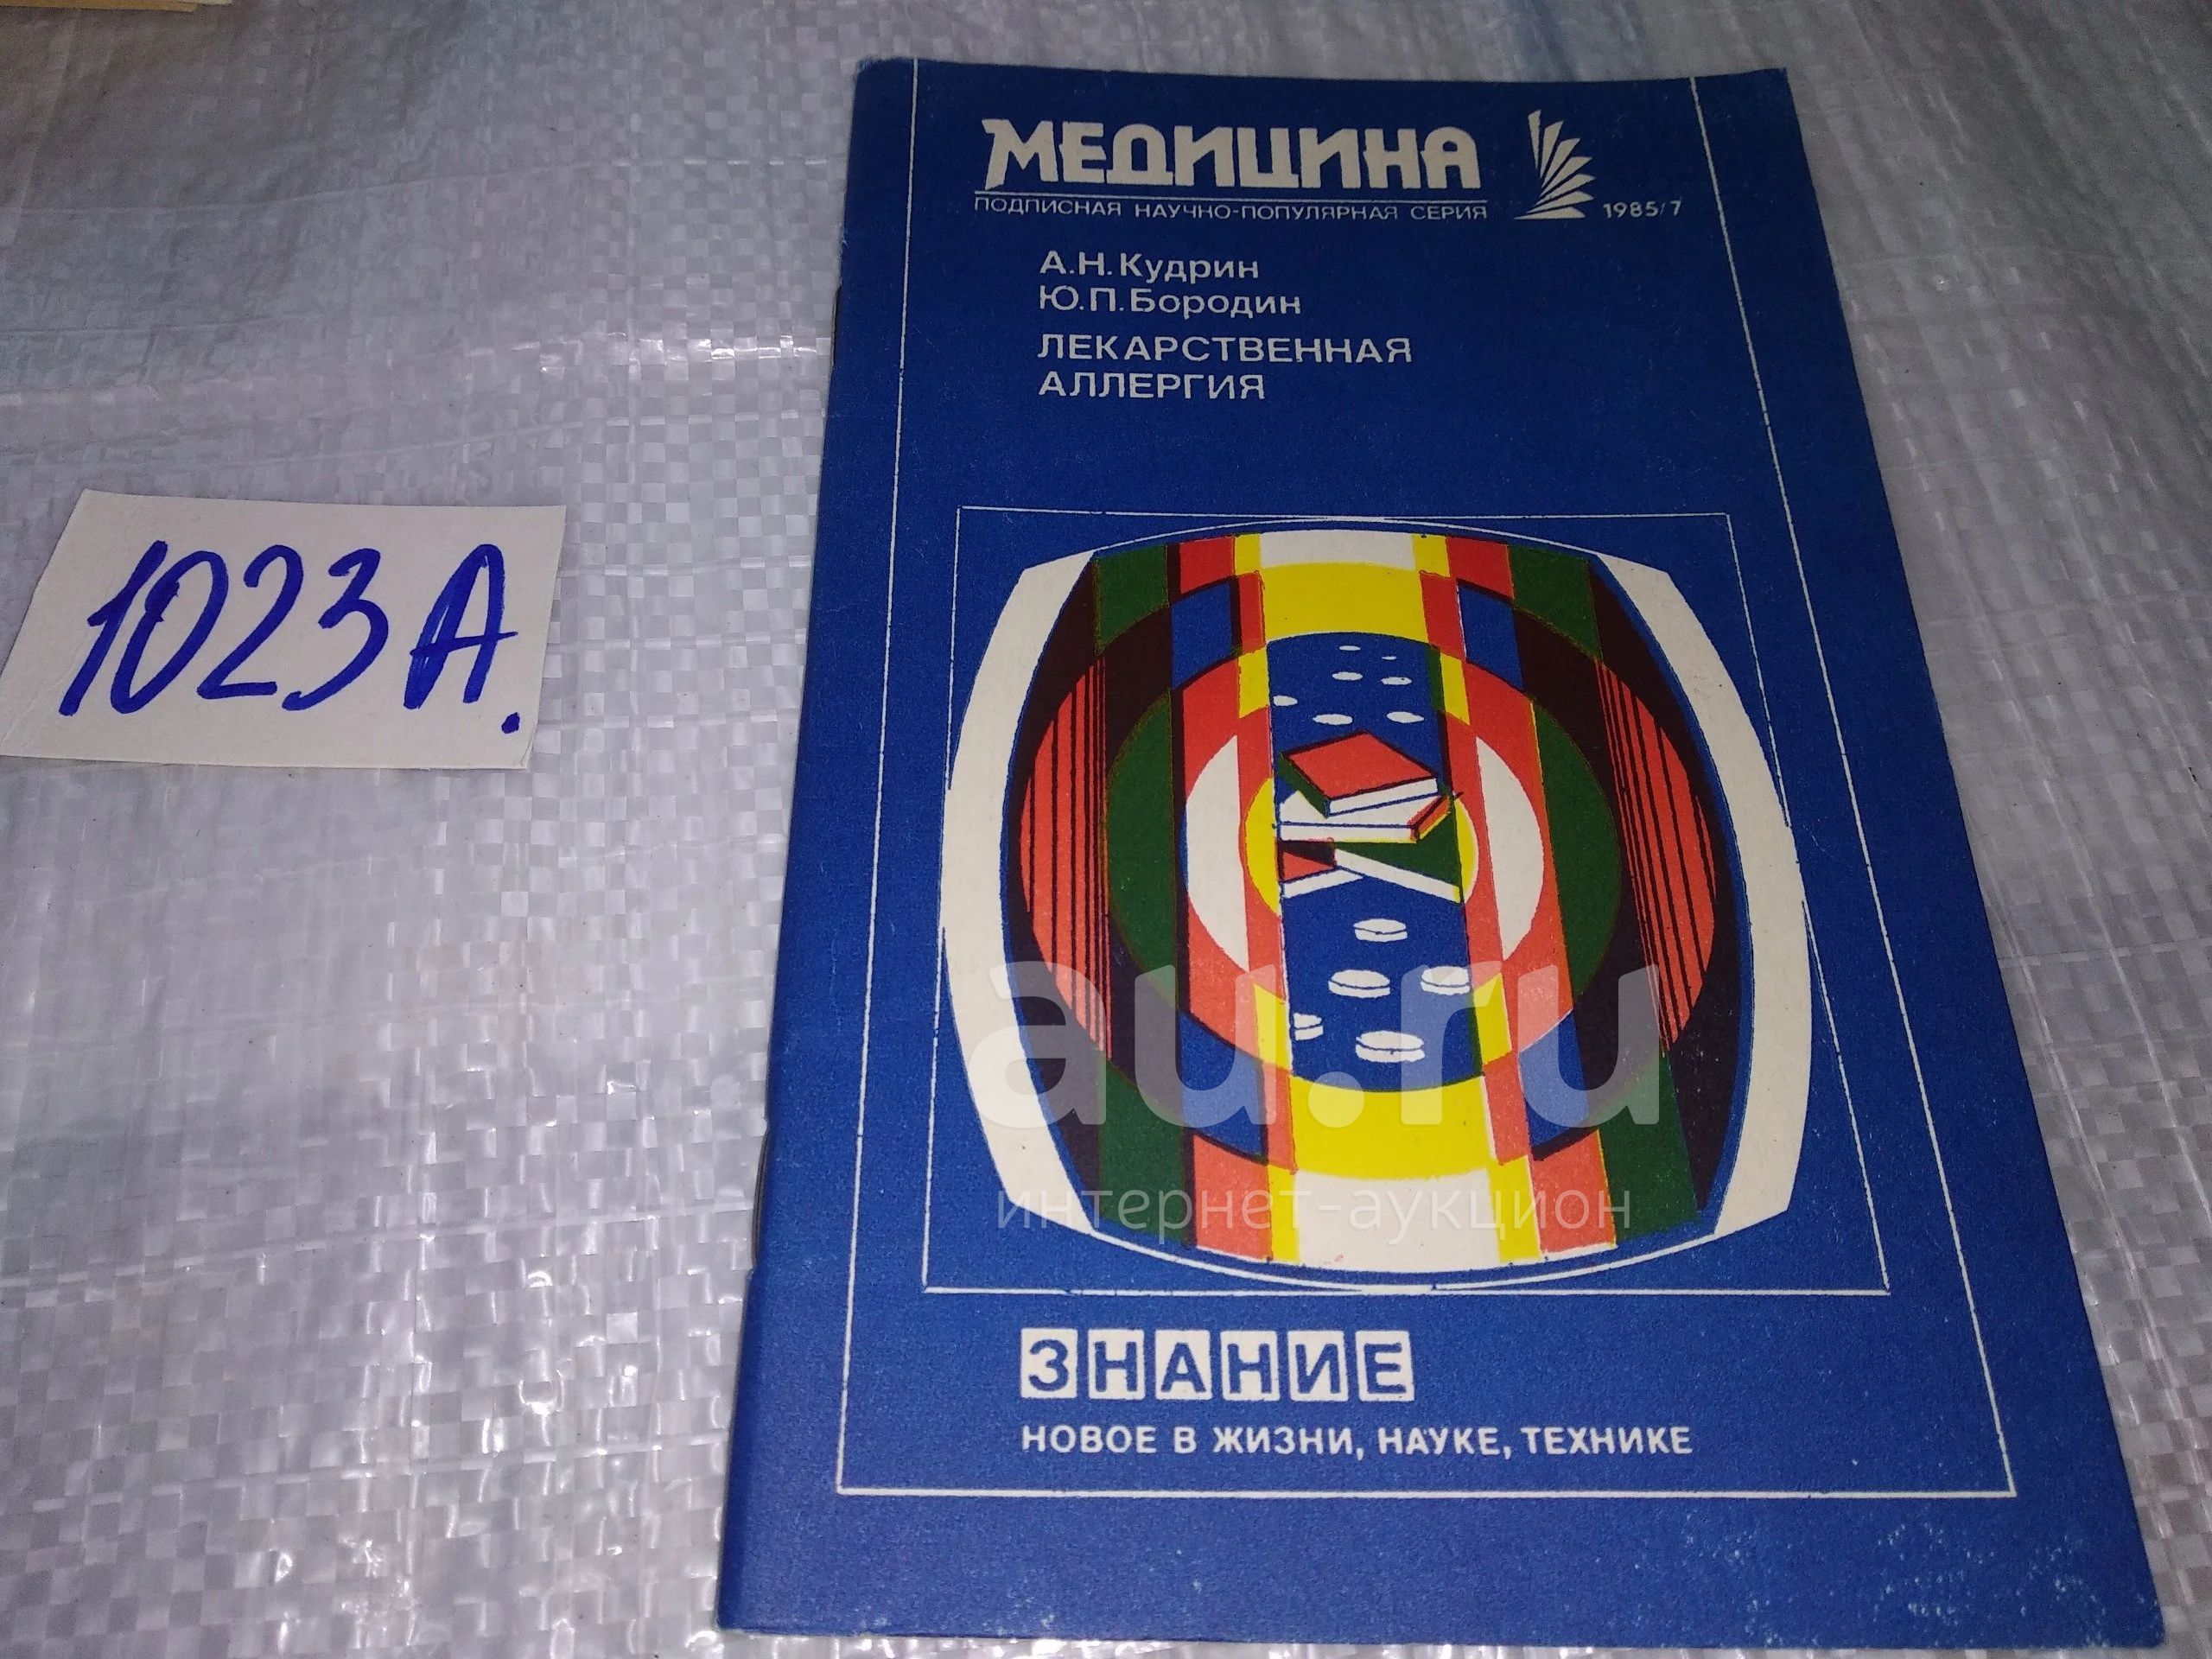 МЕДИЦИНА
ПОДПИСНАЯ НАУЧНО-ПОПУЛЯРНАЯ СЕРИЯ
1985/7
А.Н.Кудрин
Ю.П.Бородин
ЛЕКАРСТВЕННАЯ
АЛЛЕРГИЯ
1023А.
au.ru
интернет-аукцион
ЗНАНИЕ
НОВОЕ В ЖИЗНИ, НАУКЕ, ТЕХНИКЕ